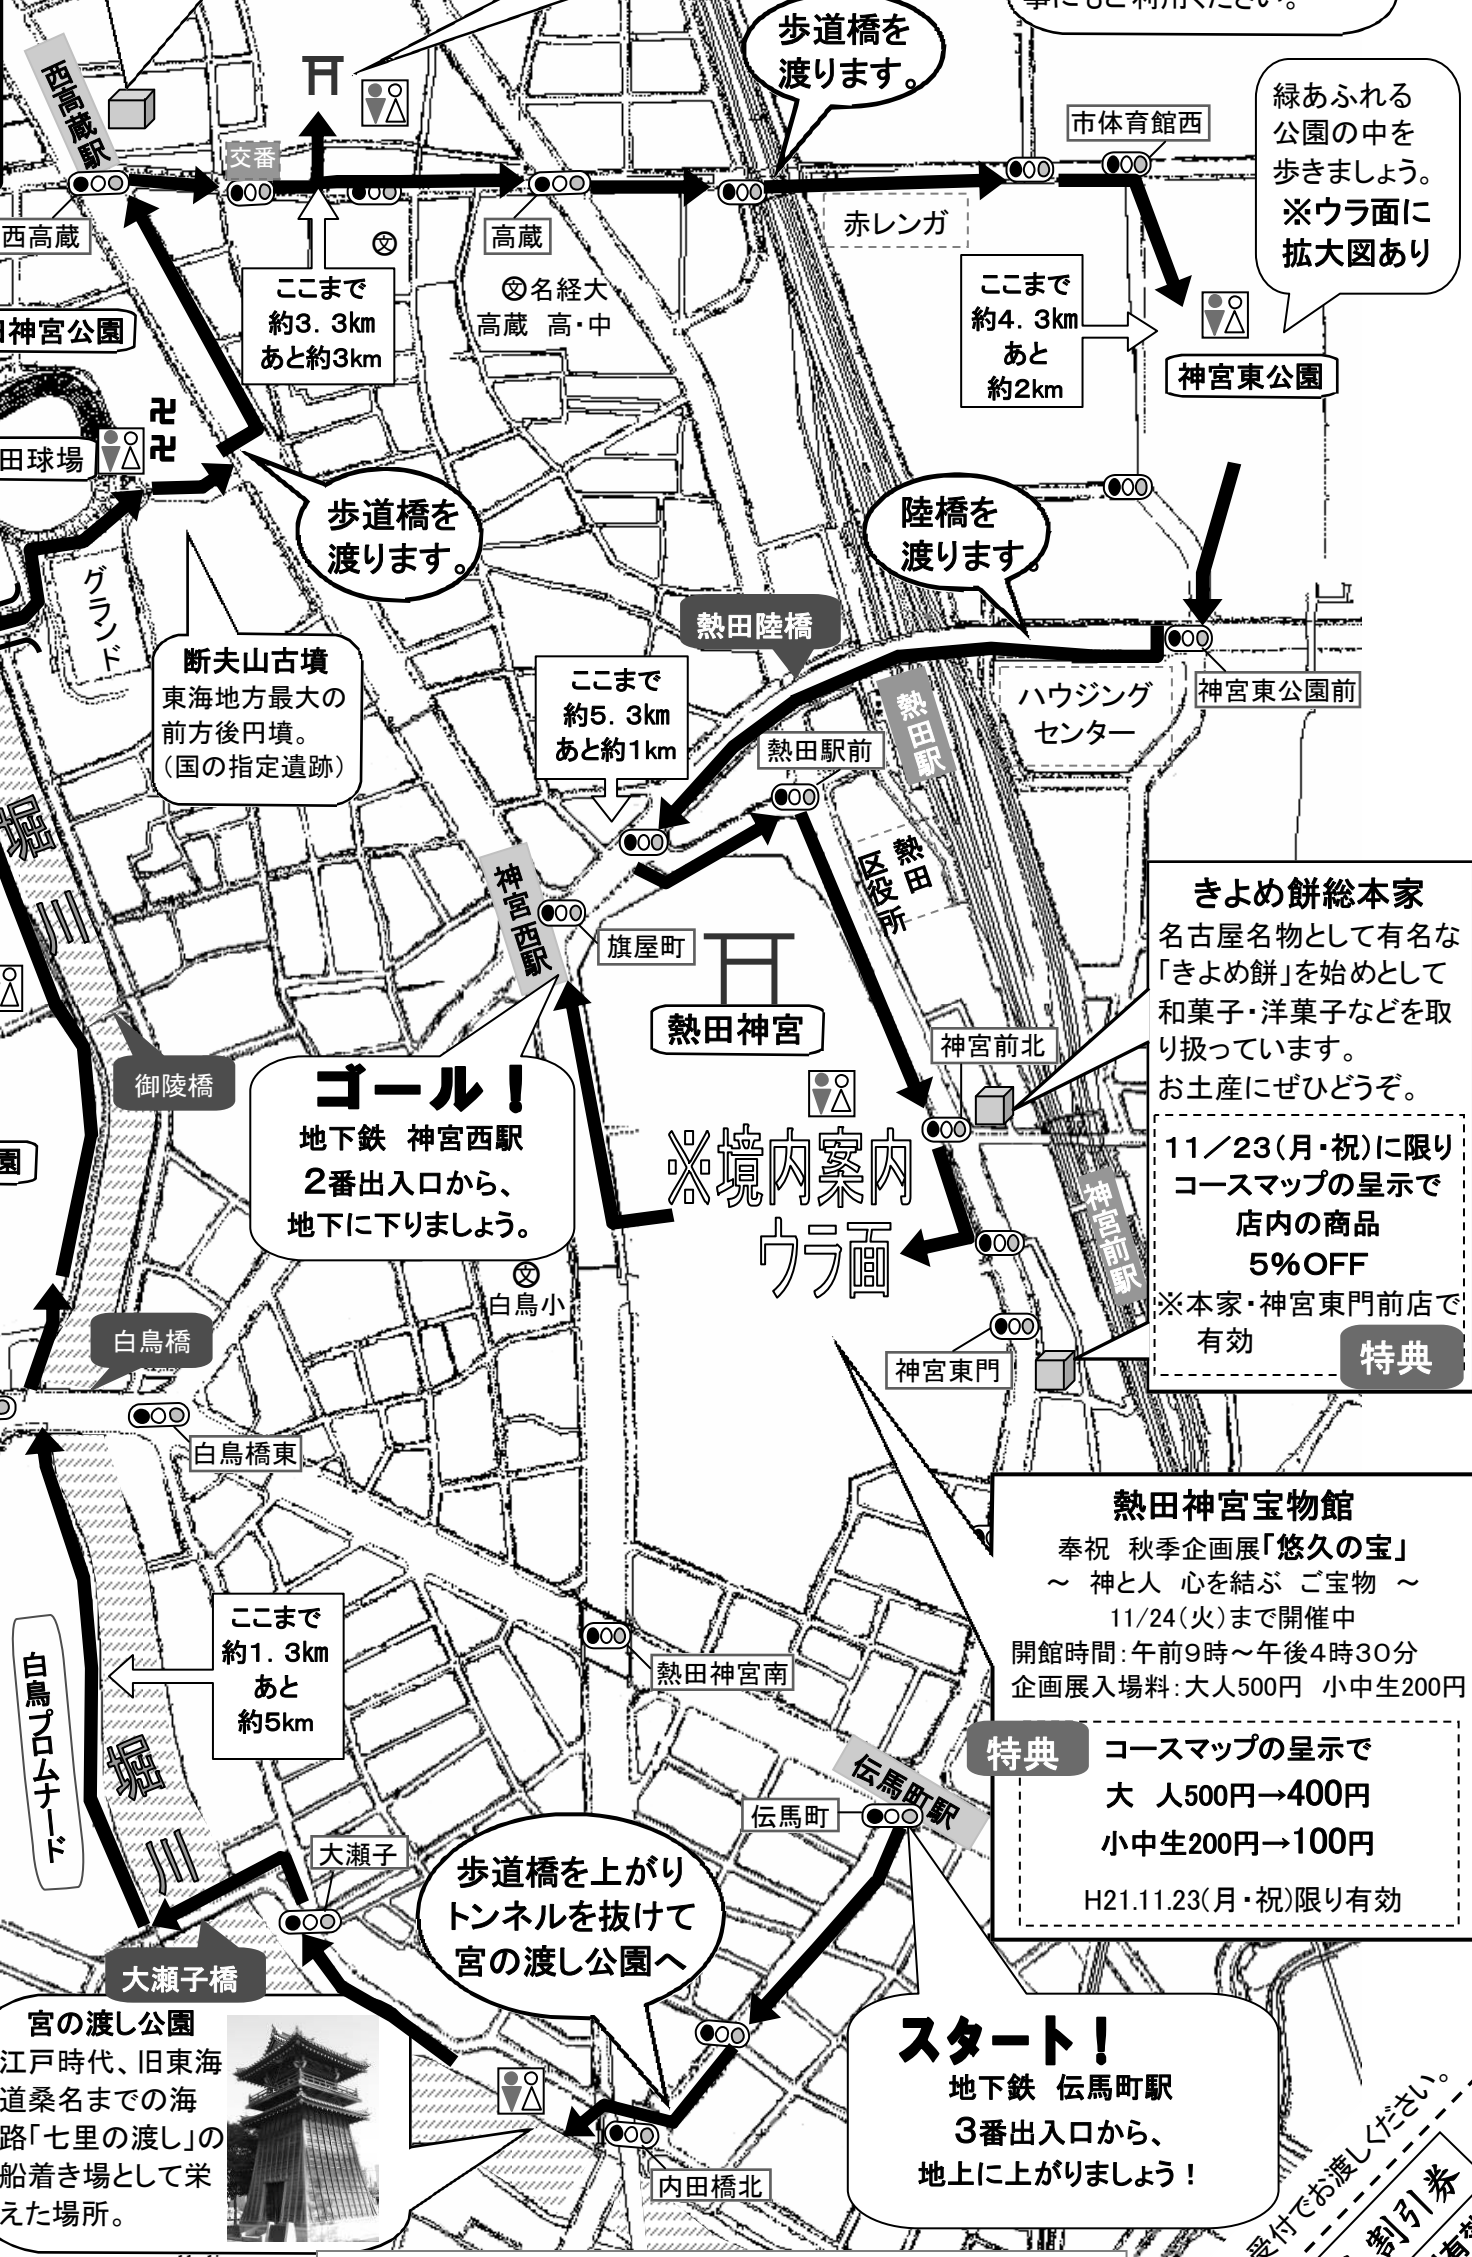 事にもご利用ください。
歩道橋を
渡ります。
西高蔵駅
交番
市体育館西
緑あふれる
公園の中を
歩きましょう。
※ウラ面に
拡大図あり
西高蔵
高蔵
赤レンガ
文
ここまで
約3.3km
あと約3km
文名経大
高蔵 高・中
ここまで
約4.3km
あと
約2km
神宮東公園
田神宮公園
田球場
卍
卍
歩道橋を
渡ります。
陸橋を
渡ります。
グランド
熱田陸橋
断夫山古墳
東海地方最大の
前方後円墳。
(国の指定遺跡)
ここまで
約5.3km
あと約1km
熱田駅前
熱田駅
ハウジング
センター
神宮東公園前
堀
川
神宮西駅
旗屋町
熱田
区役所
熱田神宮
神宮前北
きよめ餅総本家
名古屋名物として有名な
「きよめ餅」を始めとして
和菓子・洋菓子などを取
り扱っています。
お土産にぜひどうぞ。
11/23(月・祝)に限り
コースマップの呈示で
店内の商品
5%OFF
※本家・神宮東門前店で
有効
特典
御陵橋
ゴール!
地下鉄 神宮西駅
2番出入口から、
地下に下りましょう。
※境内案内
ウラ面
園
神宮前駅
文
白鳥小
白鳥橋
神宮東門
白鳥橋東
熱田神宮宝物館
奉祝 秋季企画展「悠久の宝」
~ 神と人 心を結ぶ ご宝物 ~
11/24(火)まで開催中
開館時間:午前9時~午後4時30分
企画展入場料:大人500円 小中生200円
特典
コースマップの呈示で
大 人500円→400円
小中生200円→100円
H21.11.23(月・祝)限り有効
ここまで
約1.3km
あと
約5km
熱田神宮南
白鳥プロムナード
堀
川
伝馬町駅
伝馬町
大瀬子
歩道橋を上がり
トンネルを抜けて
宮の渡し公園へ
大瀬子橋
宮の渡し公園
江戸時代、旧東海
道桑名までの海
路「七里の渡し」の
船着き場として栄
えた場所。
スタート!
地下鉄 伝馬町駅
3番出入口から、
地上に上がりましょう!
内田橋北
受付でお渡しください。
割引券